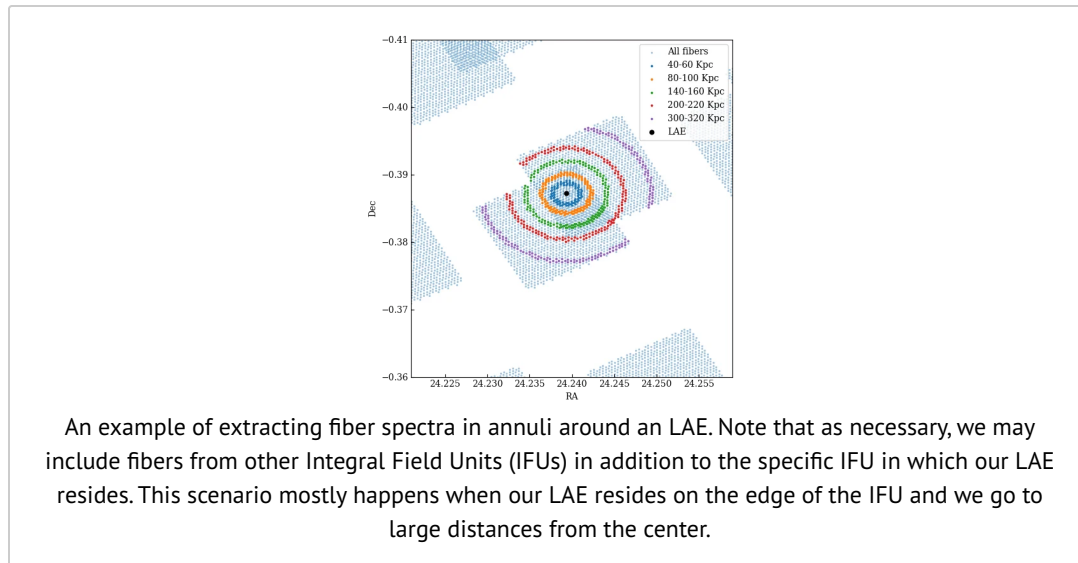 −0.41
−0.40
−0.39
−0.38
−0.37
−0.36
Dec
All fibers
40-60 Kpc
80-100 Kpc
140-160 Kpc
200-220 Kpc
300-320 Kpc
LAE
24.225 24.230 24.235 24.240 24.245 24.250 24.255
RA
An example of extracting fiber spectra in annuli around an LAE. Note that as necessary, we may
include fibers from other Integral Field Units (IFUs) in addition to the specific IFU in which our LAE
resides. This scenario mostly happens when our LAE resides on the edge of the IFU and we go to
large distances from the center.